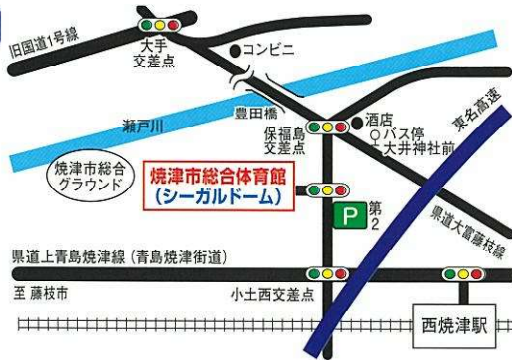 旧国道1号線
大手
交差点
コンビニ
瀬戸川
豊田橋
保福島
交差点
酒店
バス停
大井神社前
東名高速
焼津市総合
グラウンド
焼津市総合体育館
(シーガルドーム)
P
第2
県道大富藤枝線
県道上青島焼津線 (青島焼津街道)
至 藤枝市
小土西交差点
西焼津駅